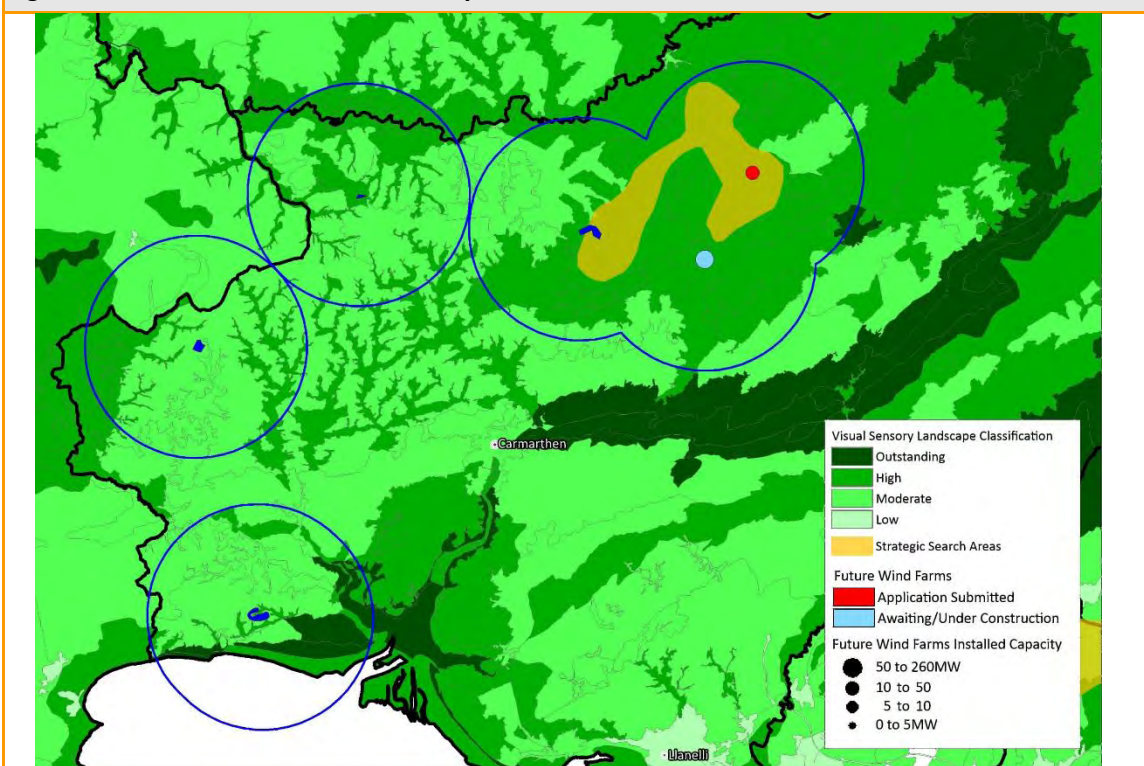 Carmarthen
Llanelli
Visual Sensory Landscape Classification
Outstanding
High
Moderate
Low
Strategic Search Areas
Future Wind Farms
Application Submitted
Awaiting/Under Construction
Future Wind Farms Installed Capacity
50 to 260MW
10 to 50
5 to 10
0 to 5MW